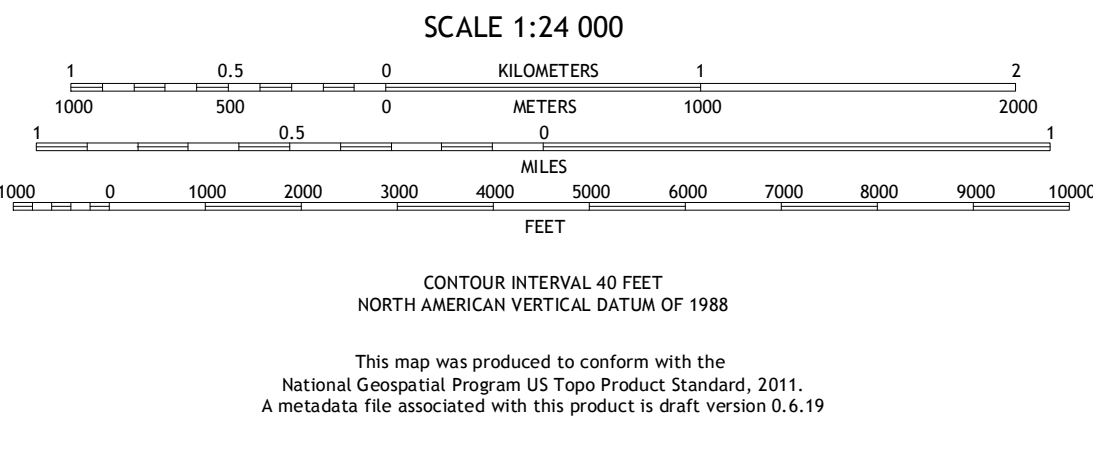 SCALE 1:24 000
1 0.5 0 KILOMETERS 1 2
1000 500 0 METERS 1000 2000
1 0.5 0 1
MILES
1000 0 1000 2000 3000 4000 5000 6000 7000 8000 9000 10000
FEET
CONTOUR INTERVAL 40 FEET
NORTH AMERICAN VERTICAL DATUM OF 1988
This map was produced to conform with the
National Geospatial Program US Topo Product Standard, 2011.
A metadata file associated with this product is draft version 0.6.19